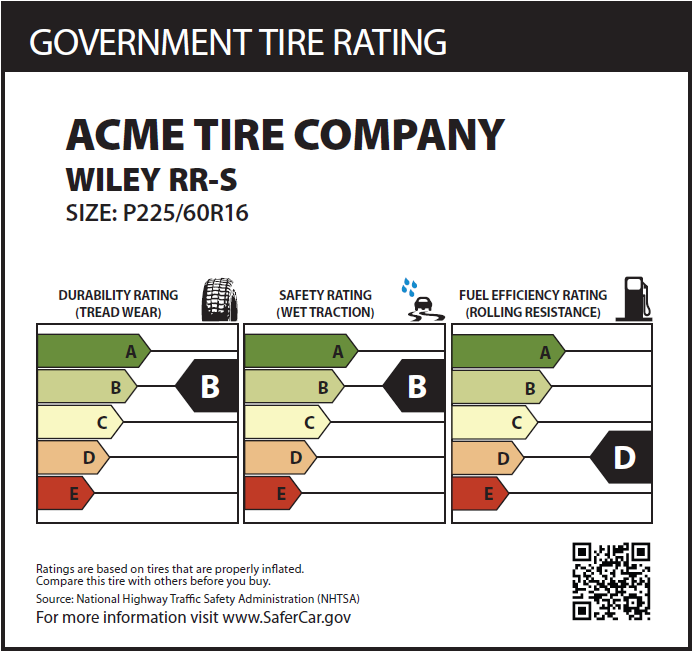 GOVERNMENT TIRE RATING
ACME TIRE COMPANY
WILEY RR-S
SIZE: P225/60R16
DURABILITY RATING
(TREAD WEAR)
A
B
C
D
E
B
SAFETY RATING
(WET TRACTION)
A
B
C
D
E
B
FUEL EFFICIENCY RATING
(ROLLING RESISTANCE)
A
B
C
D
E
D
Ratings are based on tires that are properly inflated.
Compare this tire with others before you buy.
Source: National Highway Traffic Safety Administration (NHTSA)
For more information visit www.SaferCar.gov